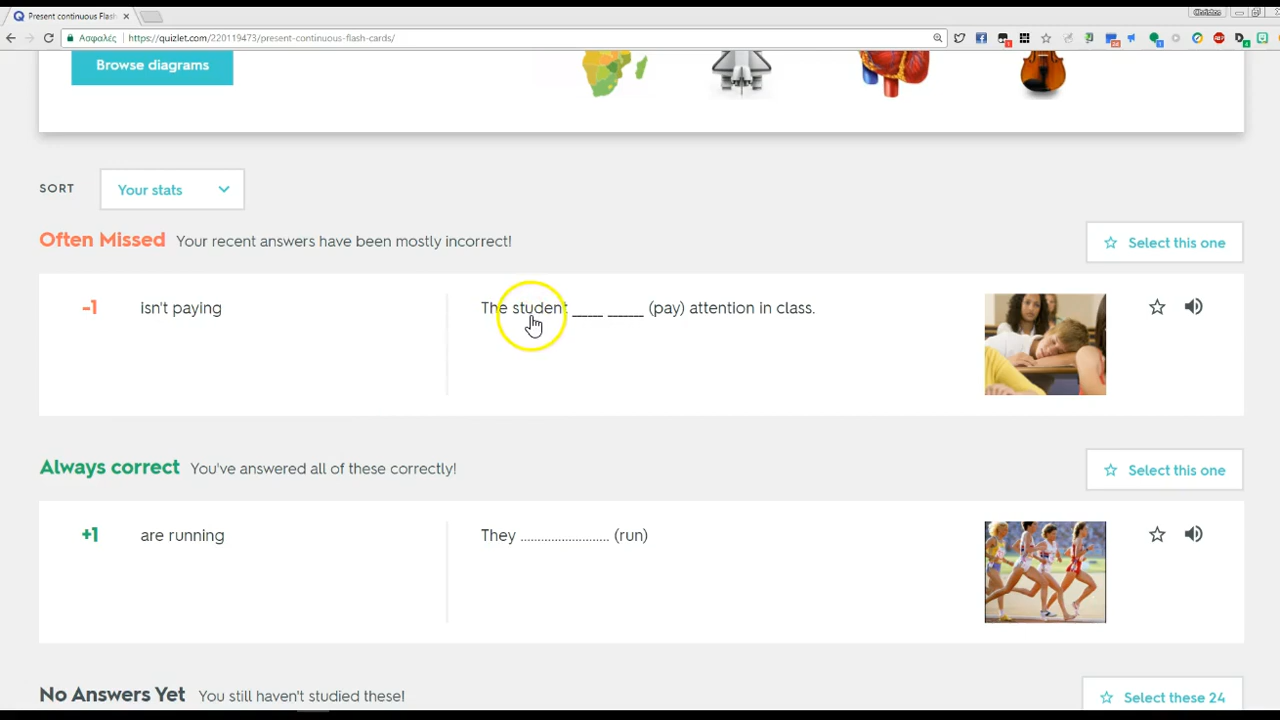 Present continuous Flash
Christos
Ασφαλές https://quizlet.com/220119473/present-continuous-flash-cards/
Browse diagrams
SORT Your stats
Often Missed Your recent answers have been mostly incorrect! Select this one
-1 isn't paying The student _____ ______ (pay) attention in class.
Always correct You've answered all of these correctly! Select this one
+1 are running They .......................... (run)
No Answers Yet You still haven't studied these! Select these 24